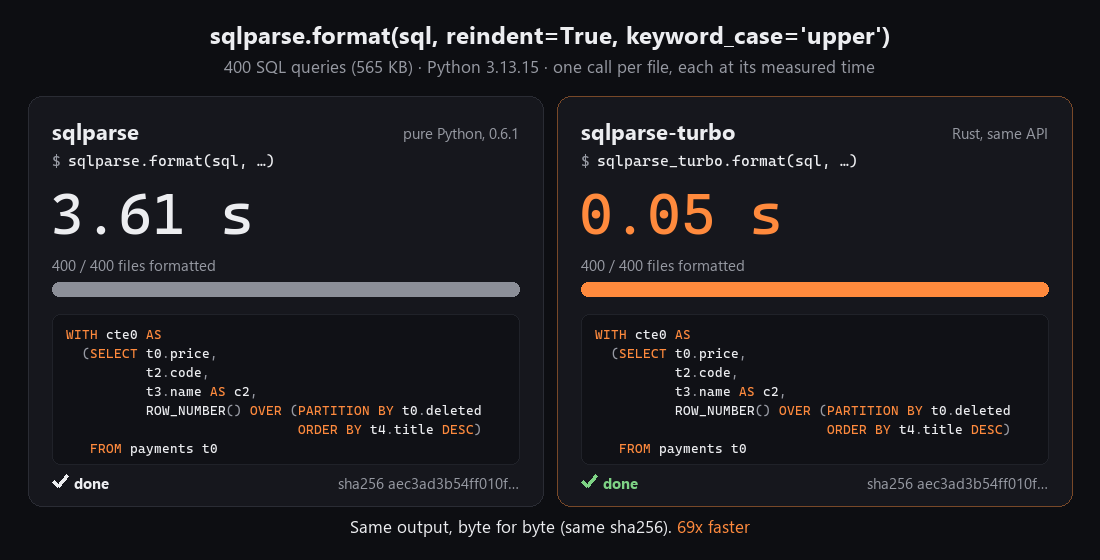 sqlparse.format(sql, reindent=True, keyword_case='upper')
400 SQL queries (565 KB) · Python 3.13.15 · one call per file, each at its measured time
sqlparse
pure Python, 0.6.1
$ sqlparse.format(sql, …)
3.61 s
400 / 400 files formatted
WITH cte0 AS
  (SELECT t0.price,
          t2.code,
          t3.name AS c2,
          ROW_NUMBER() OVER (PARTITION BY t0.deleted
                             ORDER BY t4.title DESC)
   FROM payments t0
done
sha256 aec3ad3b54ff010f…
sqlparse-turbo
Rust, same API
$ sqlparse_turbo.format(sql, …)
0.05 s
400 / 400 files formatted
WITH cte0 AS
  (SELECT t0.price,
          t2.code,
          t3.name AS c2,
          ROW_NUMBER() OVER (PARTITION BY t0.deleted
                             ORDER BY t4.title DESC)
   FROM payments t0
done
sha256 aec3ad3b54ff010f…
Same output, byte for byte (same sha256). 69x faster